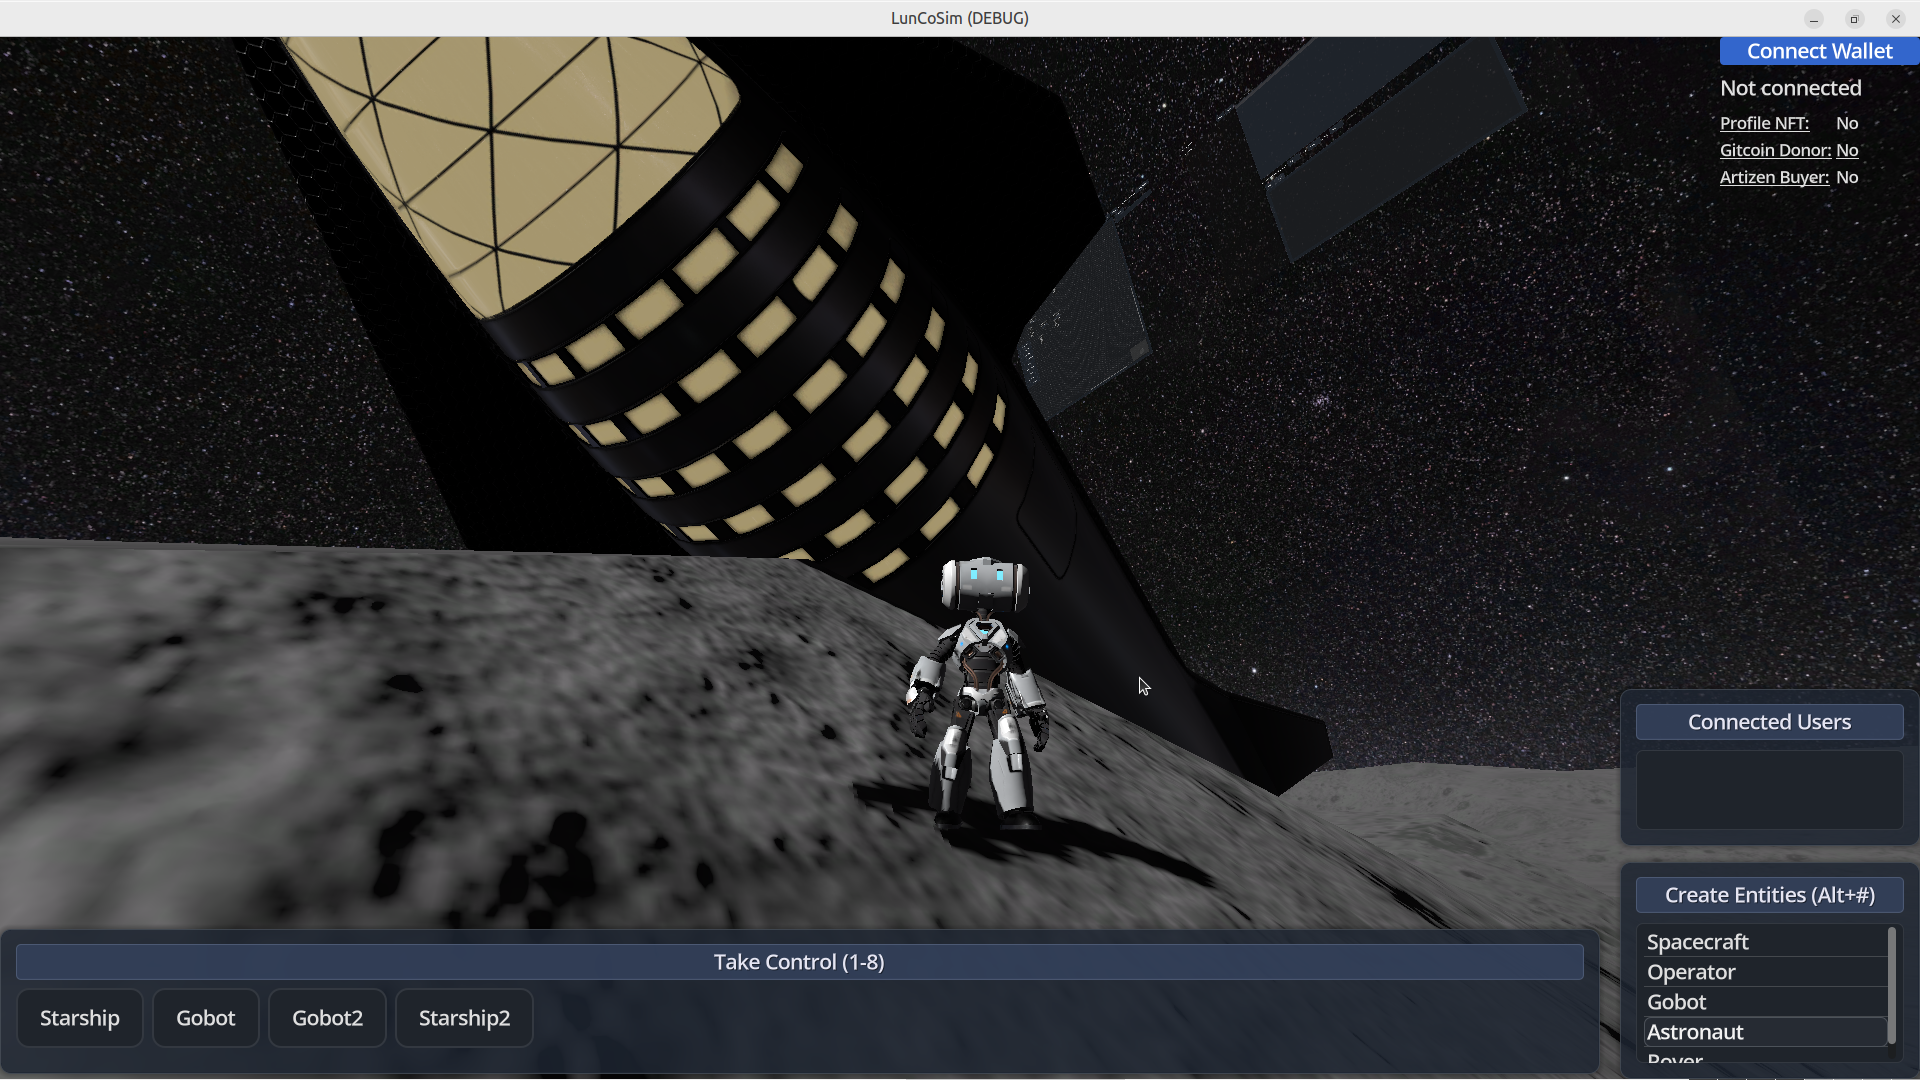 LunCoSim (DEBUG)
Connect Wallet
Not connected
Profile NFT: No
Gitcoin Donor: No
Artizen Buyer: No
Connected Users
Create Entities (Alt+#)
Spacecraft
Operator
Gobot
Astronaut
Rover
Take Control (1-8)
Starship Gobot Gobot2 Starship2